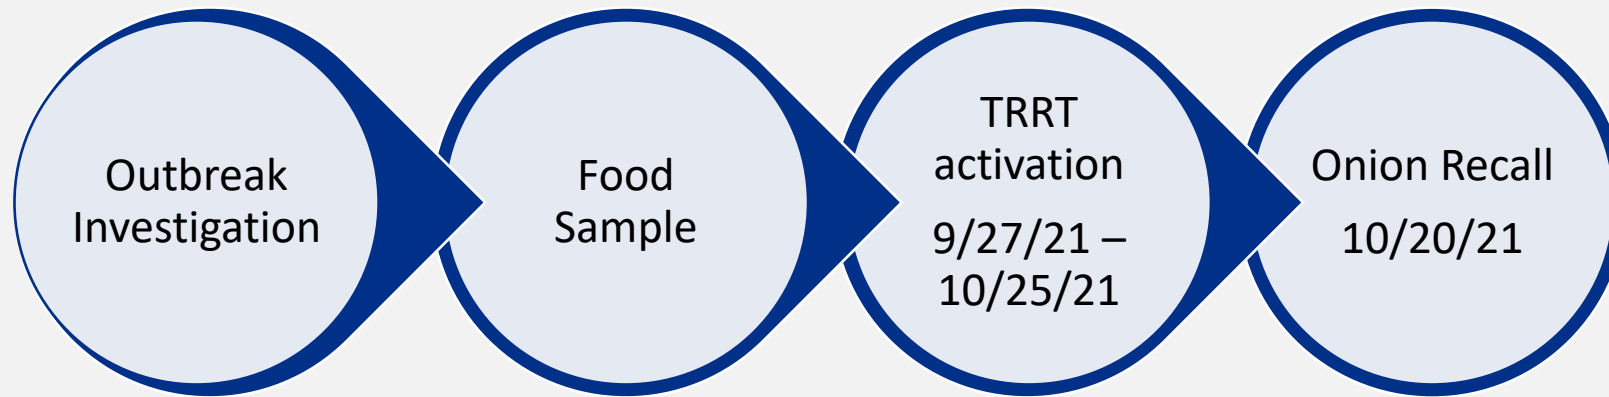 Outbreak
Investigation
Food
Sample
TRRT
activation
9/27/21 –
10/25/21
Onion Recall
10/20/21